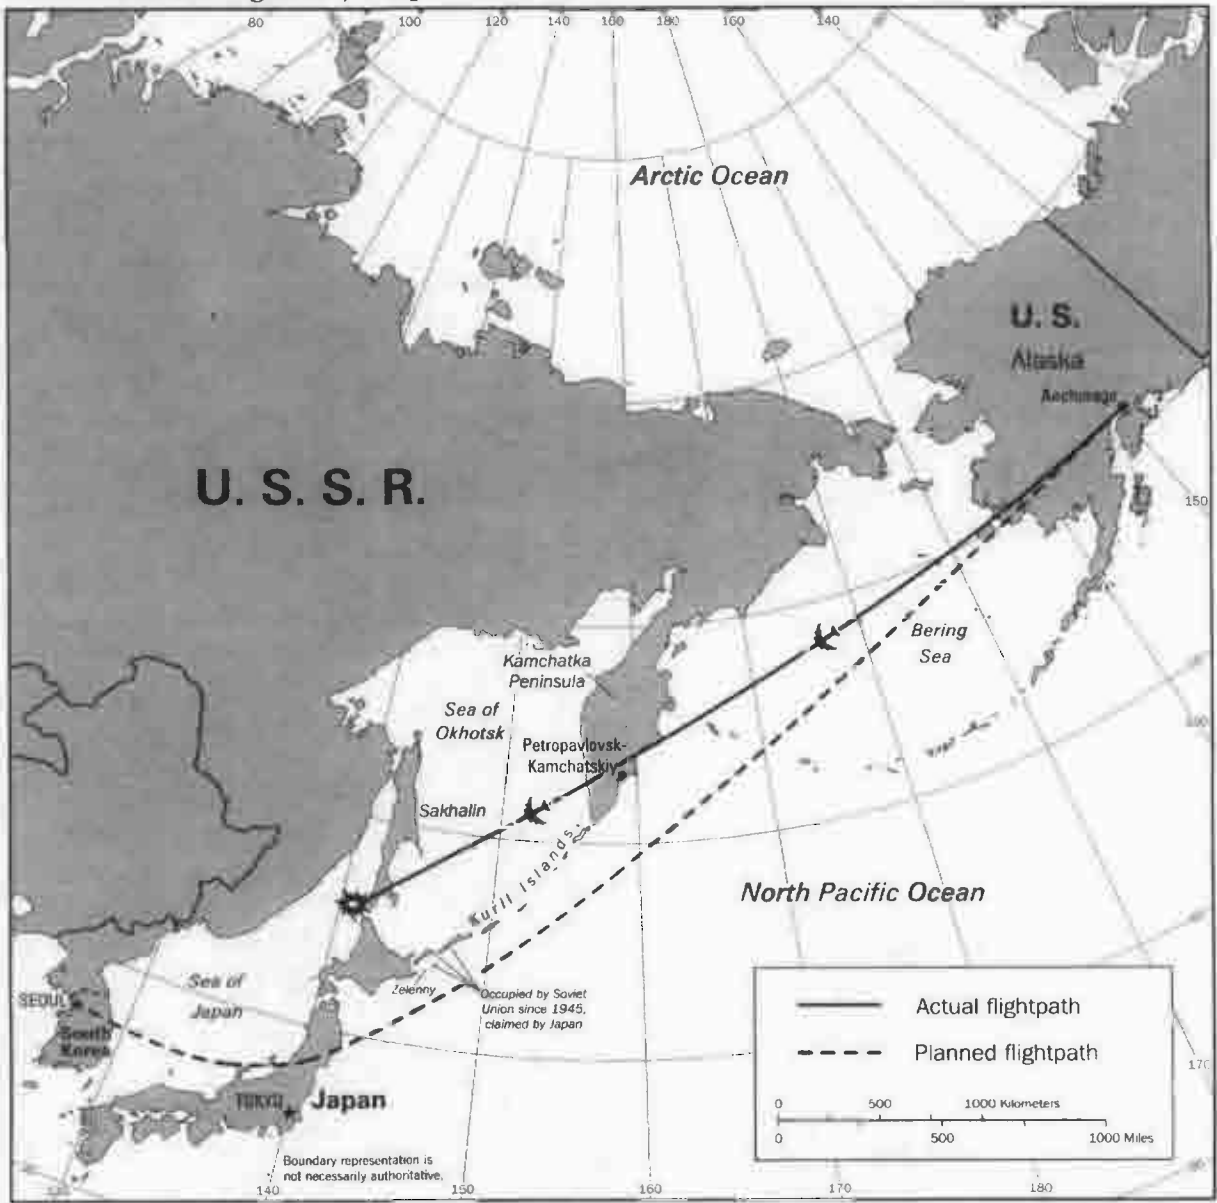 80
100
120
140
160
180
160
140
Arctic Ocean
U. S.
Alaska
Anchorage
U. S. S. R.
150
Bering
Sea
Kamchatka
Peninsula
Sea of
Okhotsk
Petropavlovsk-
Kamchatskiy
Sakhalin
Kuril Islands
North Pacific Ocean
Sea of
Japan
Zelenny
Occupied by Soviet
Union since 1945,
claimed by Japan
SEOUL
South
Korea
TOKYO
Japan
Actual flightpath
Planned flightpath
0 500 1000 Kilometers
0 500 1000 Miles
170
Boundary representation is
not necessarily authoritative.
140
150
160
170
180